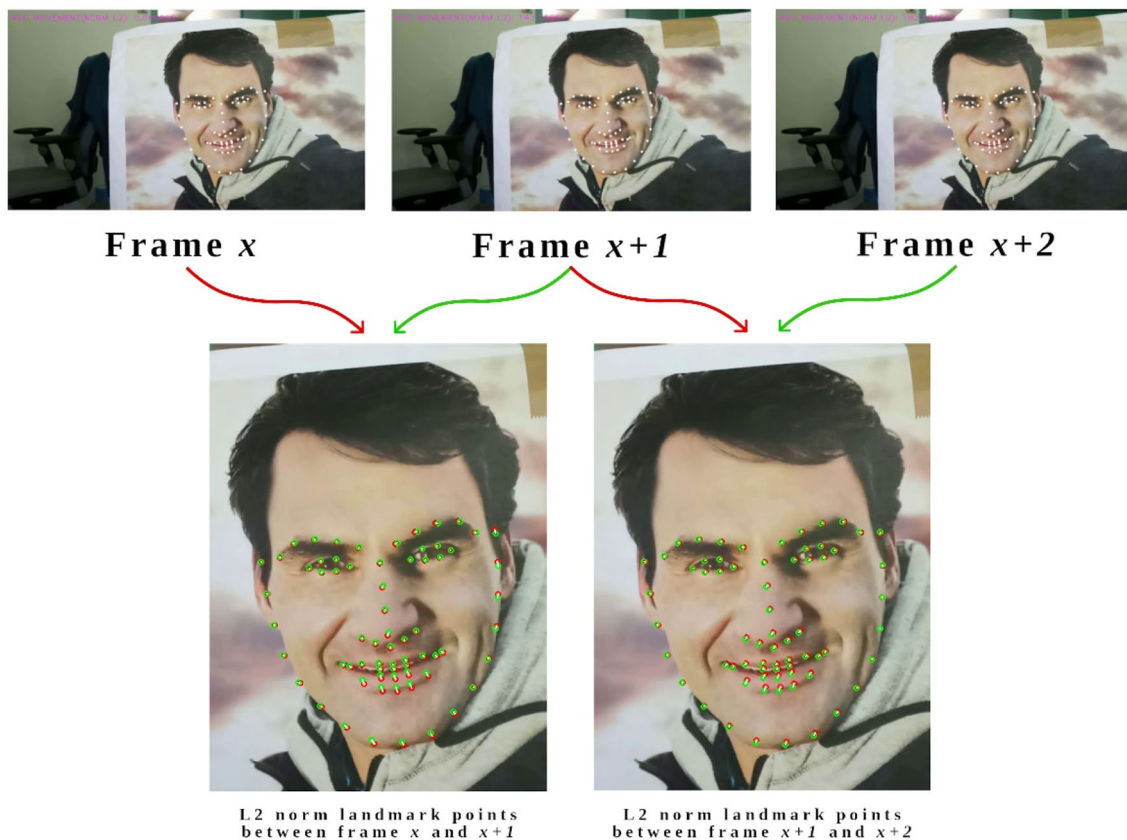 Frame x
Frame x+1
Frame x+2
L2 norm landmark points
between frame x and x+1
L2 norm landmark points
between frame x+1 and x+2